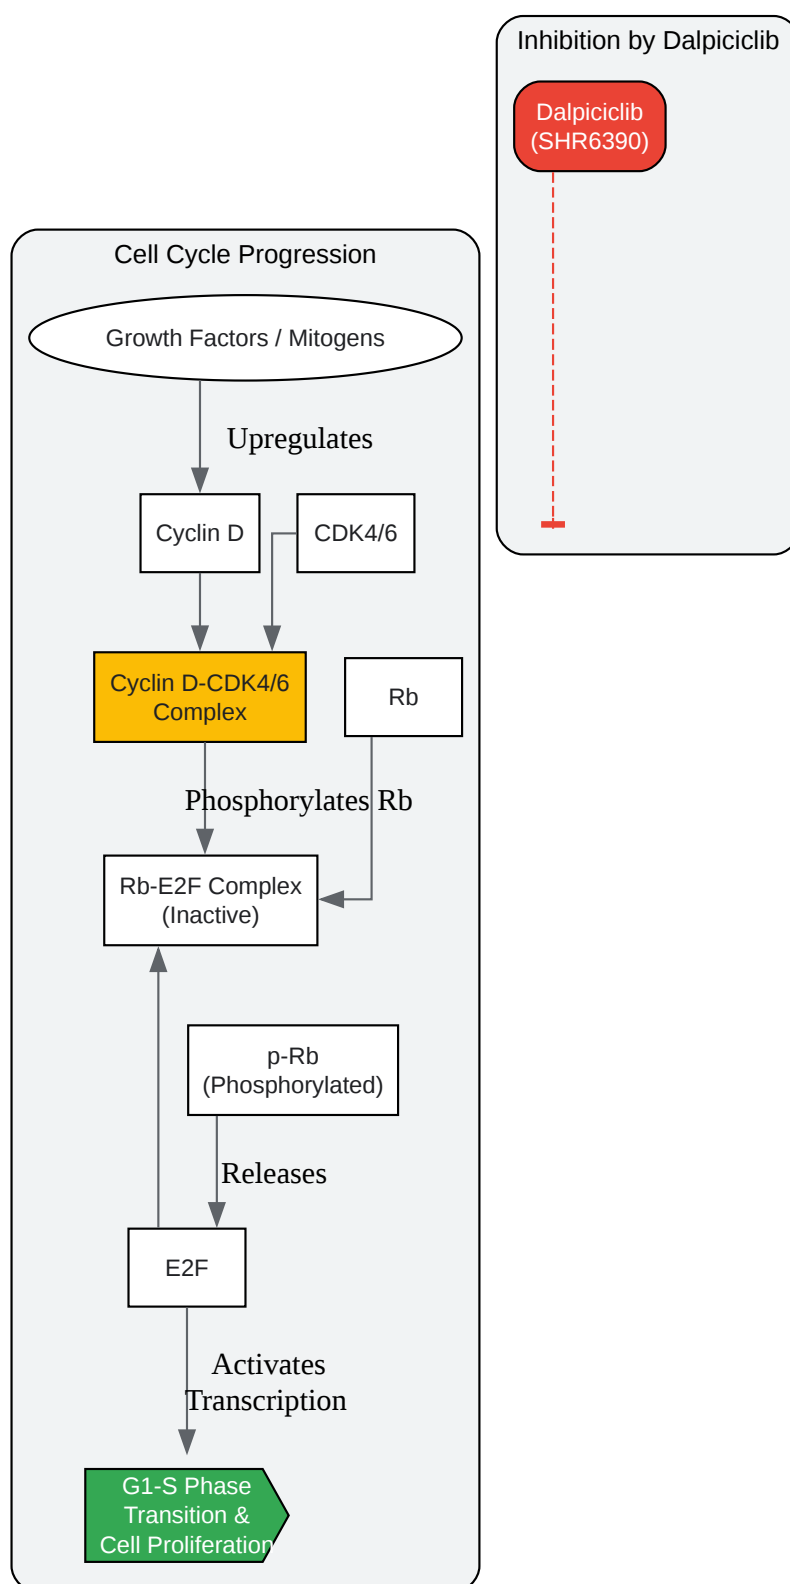 Inhibition by Dalpiciclib
Dalpiciclib
(SHR6390)
Cell Cycle Progression
Growth Factors / Mitogens
Upregulates
Cyclin D
CDK4/6
Cyclin D-CDK4/6
Complex
Rb
Phosphorylates Rb
Rb-E2F Complex
(Inactive)
p-Rb
(Phosphorylated)
Releases
E2F
Activates
Transcription
G1-S Phase
Transition &
Cell Proliferation